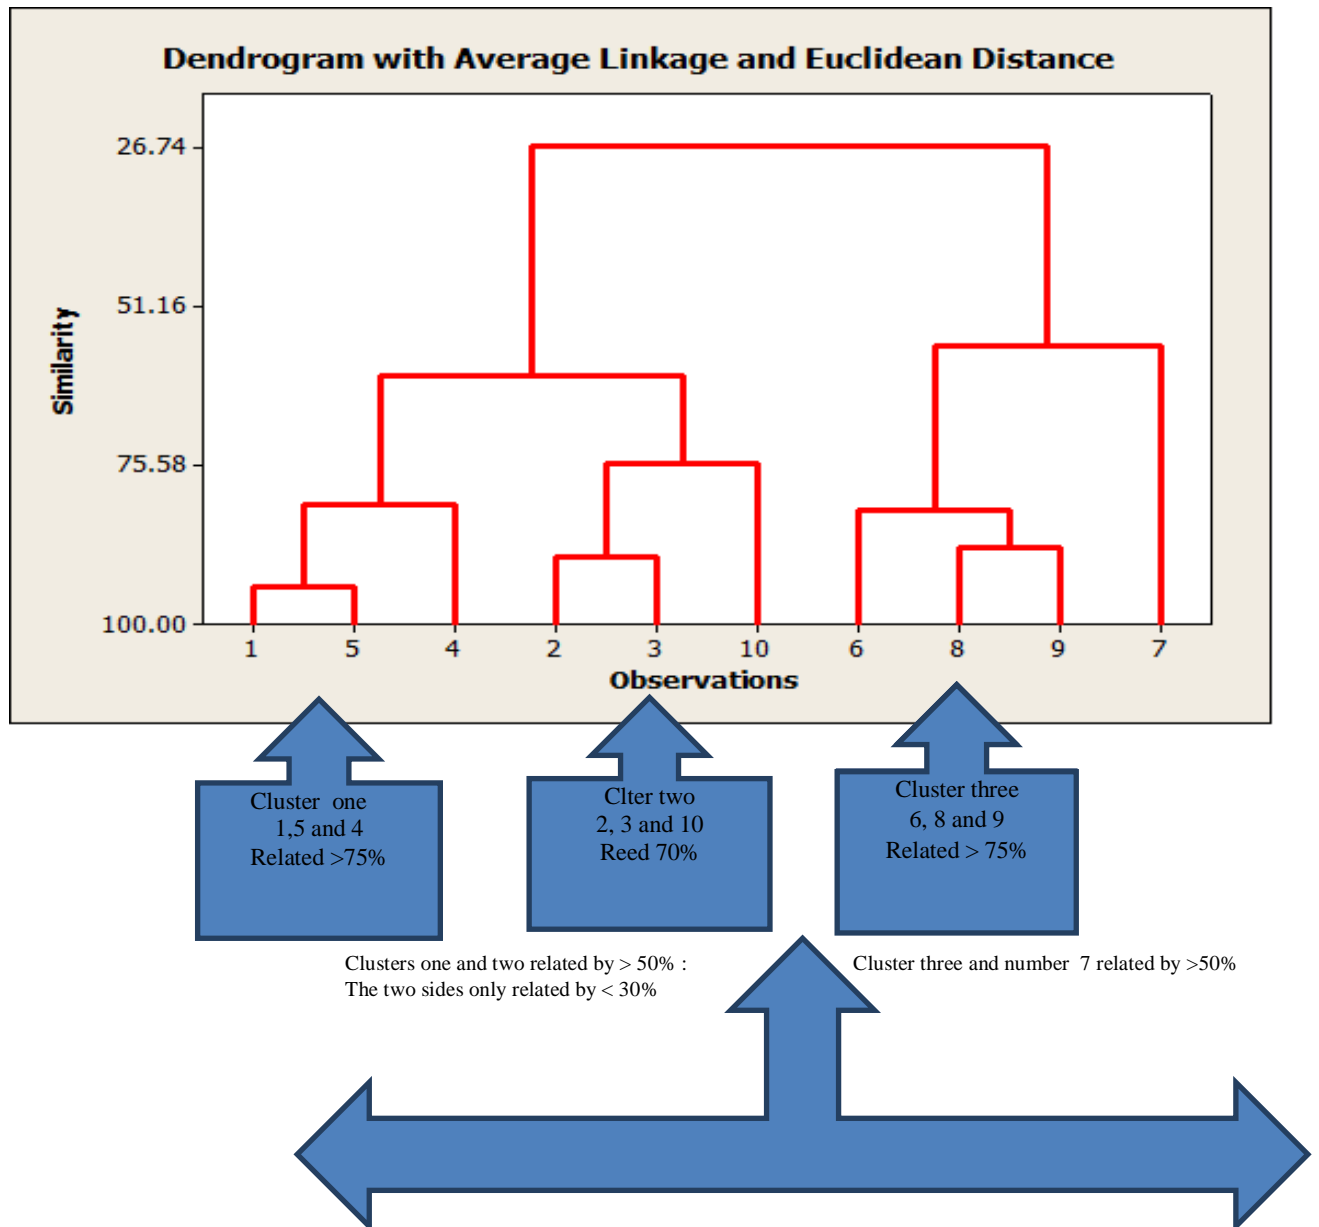 Dendrogram with Average Linkage and Euclidean Distance
26.74
51.16
75.58
100.00
Similarity
1 5 4 2 3 10 6 8 9 7
Observations
Cluster one
1,5 and 4
Related >75%
Clter two
2, 3 and 10
Reed 70%
Cluster three
6, 8 and 9
Related > 75%
Clusters one and two related by > 50% :
The two sides only related by < 30%
Cluster three and number 7 related by >50%